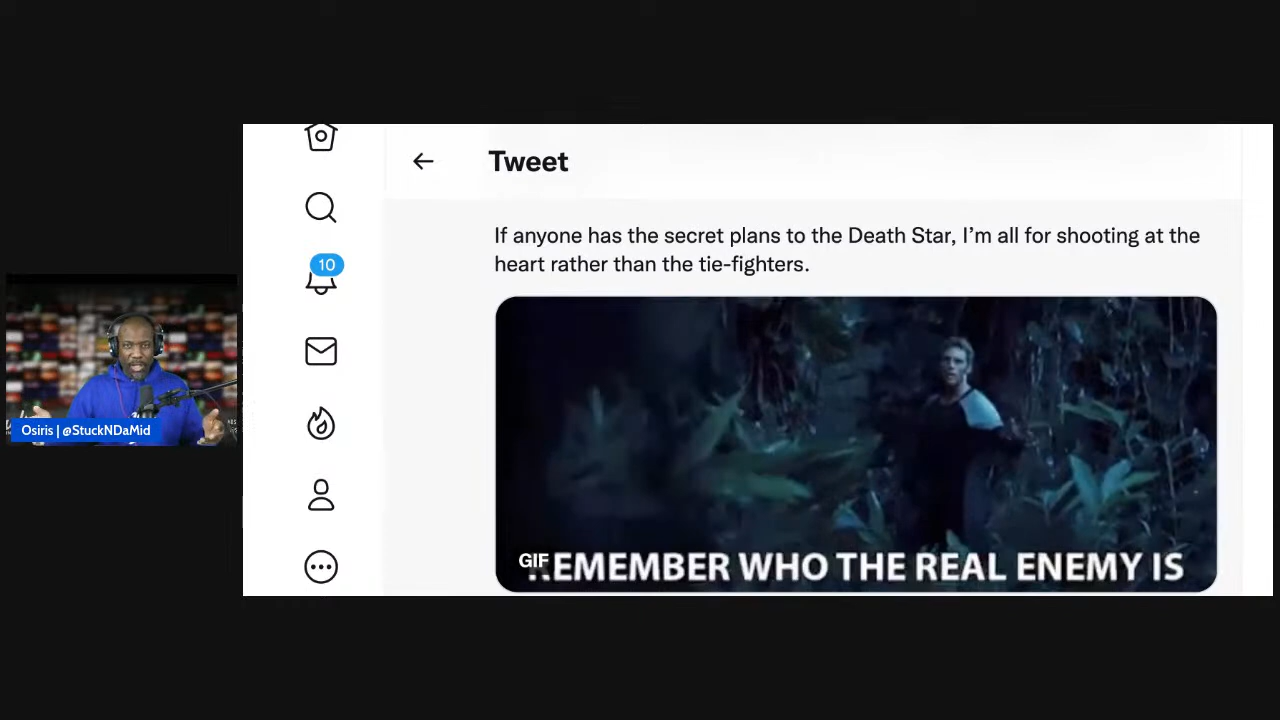 Tweet
If anyone has the secret plans to the Death Star, I’m all for shooting at the
heart rather than the tie-fighters.
10
GIF
REMEMBER WHO THE REAL ENEMY IS
Osiris | @StuckNDaMid